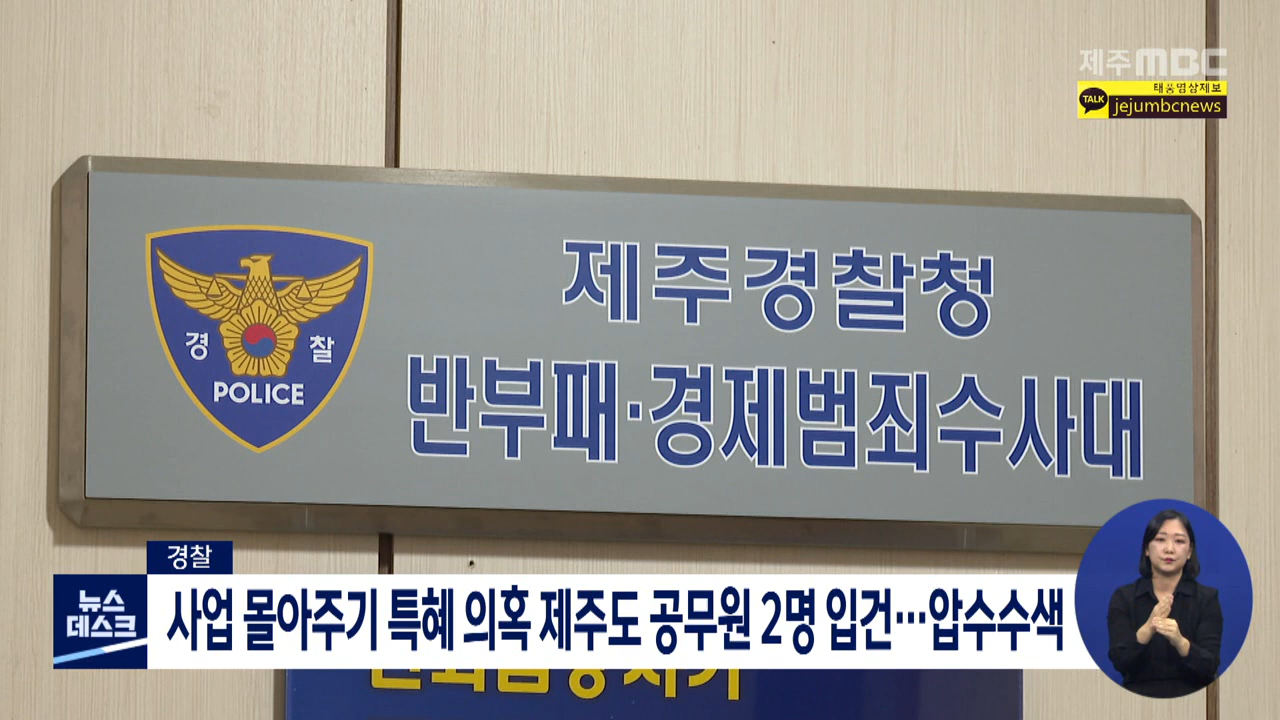 제주MBC
태풍영상제보
TALK
jejumbcnews
제주경찰청
경 찰
POLICE
반부패·경제범죄수사대
경찰
뉴스
데스크
사업 몰아주기 특혜 의혹 제주도 공무원 2명 입건…압수수색